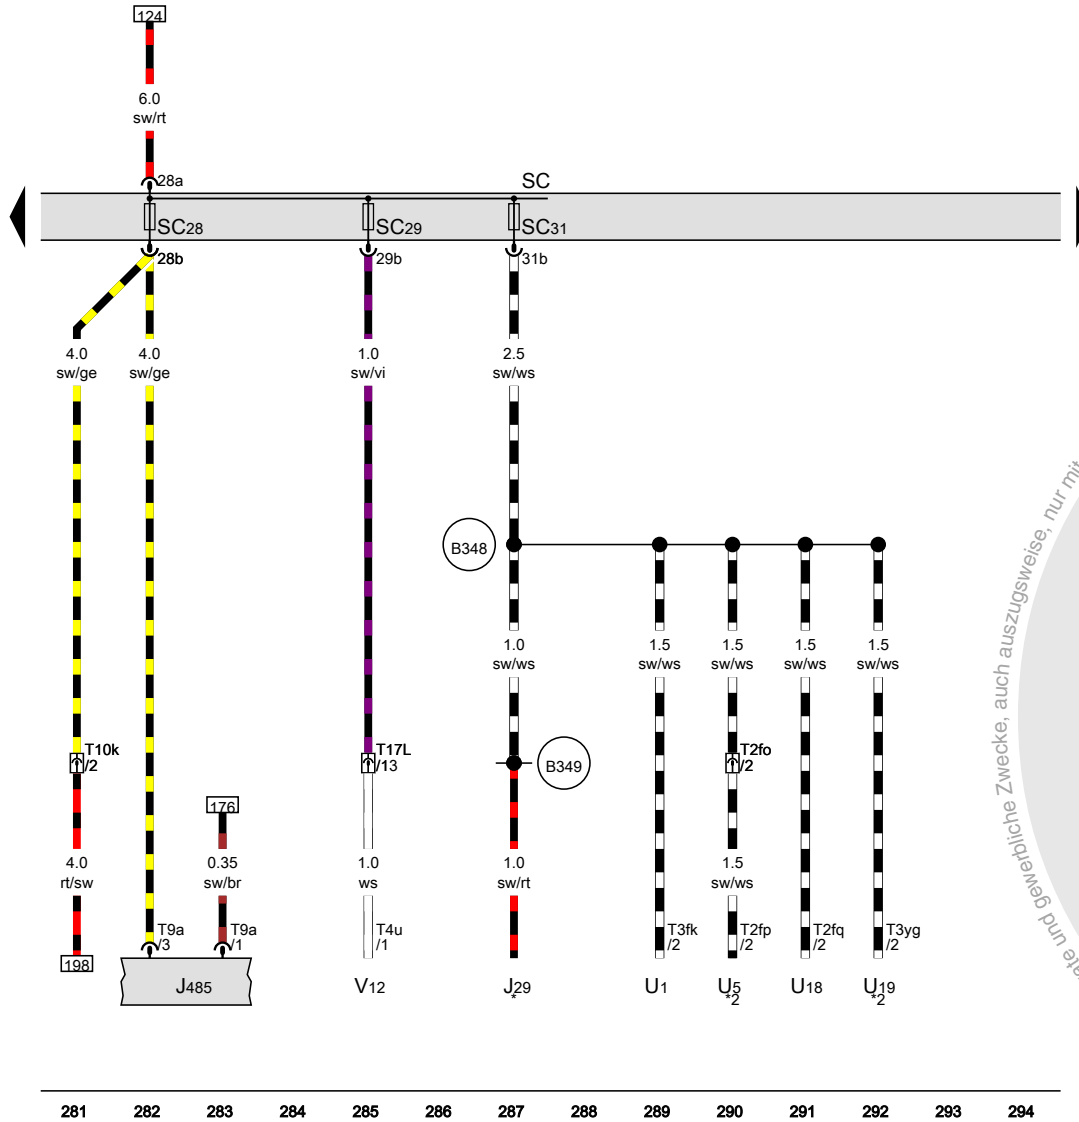 124
6.0
sw/rt
28a
SC
SC28
SC29
SC31
28b
29b
31b
4.0
sw/ge
4.0
sw/ge
1.0
sw/vi
2.5
sw/ws
B348
1.0
sw/ws
1.5
sw/ws
1.5
sw/ws
1.5
sw/ws
1.5
sw/ws
T10k
/2
T17L
/13
B349
T2fo
/2
176
4.0
rt/sw
0.35
sw/br
1.0
ws
1.0
sw/rt
1.5
sw/ws
T9a
/3
T9a
/1
T4u
/1
T3fk
/2
T2fp
/2
T2fq
/2
T3yg
/2
198
J485
V12
J29
*
U1
U5
*2
U18
U19
*2
ate und gewerbliche Zwecke, auch auszugsweise, nur mit
281 282 283 284 285 286 287 288 289 290 291 292 293 294